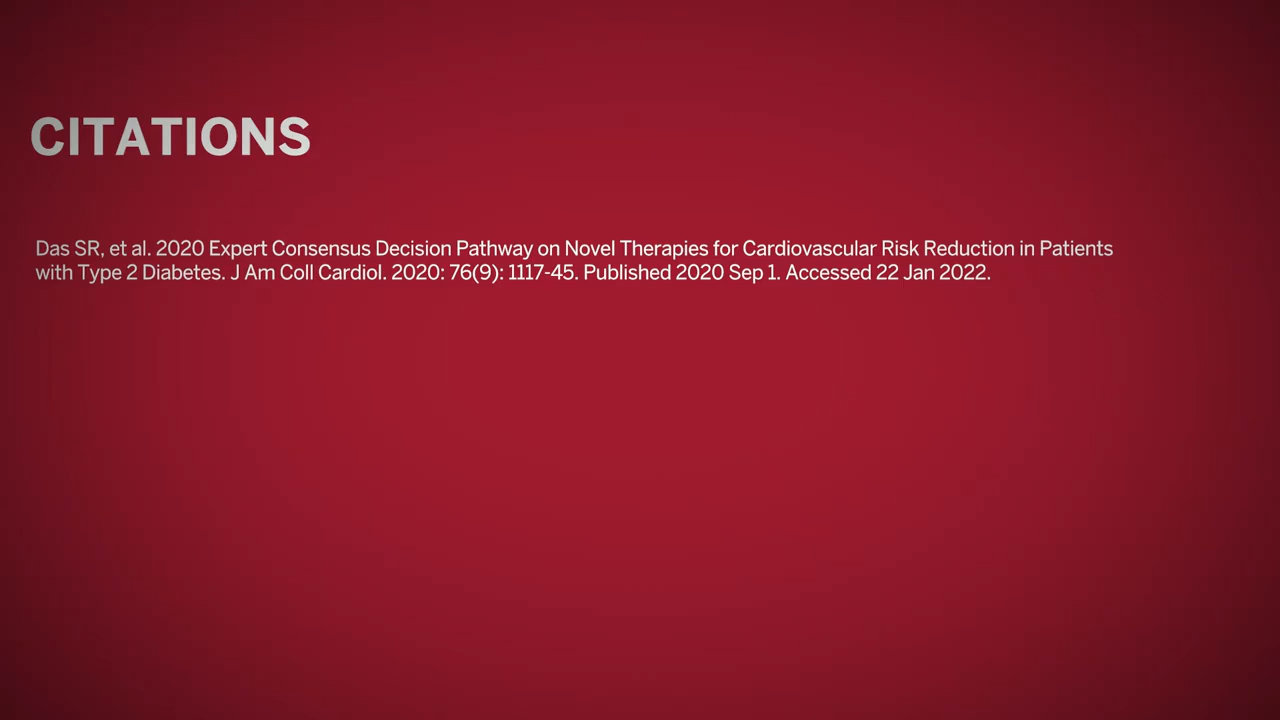 CITATIONS
Das SR, et al. 2020 Expert Consensus Decision Pathway on Novel Therapies for Cardiovascular Risk Reduction in Patients
with Type 2 Diabetes. J Am Coll Cardiol. 2020: 76(9): 1117-45. Published 2020 Sep 1. Accessed 22 Jan 2022.